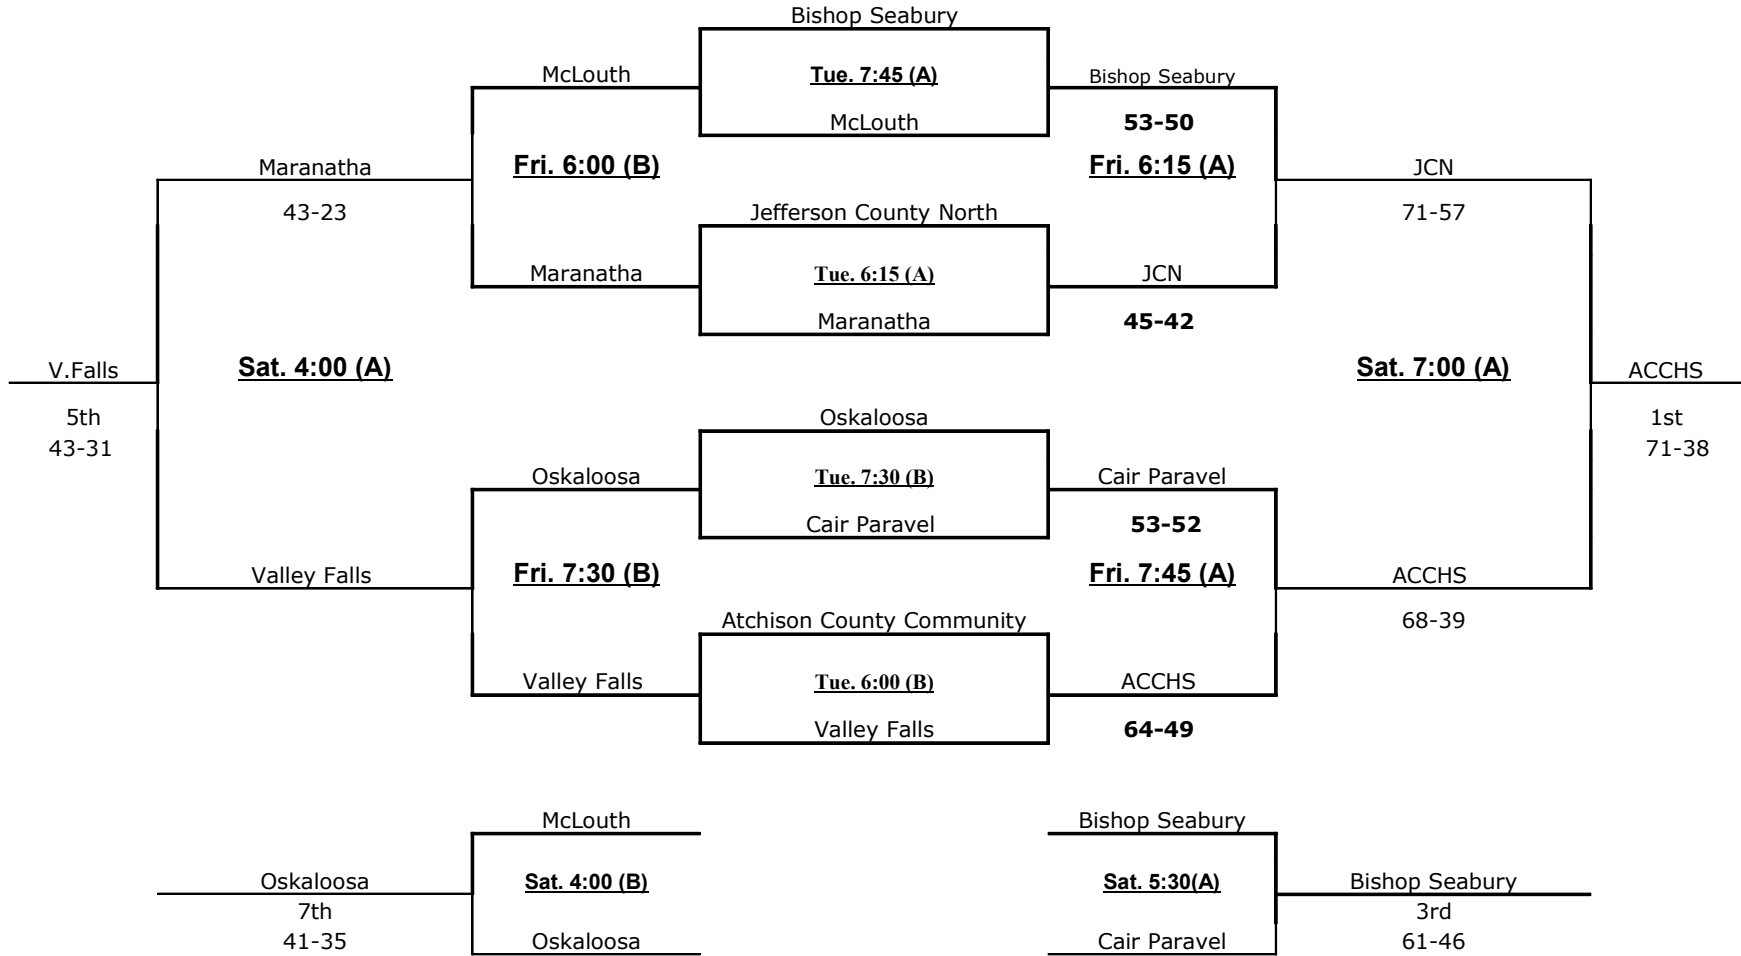 Bishop Seabury
McLouth
Tue. 7:45 (A)
Bishop Seabury
McLouth
53-50
Maranatha
Fri. 6:00 (B)
Fri. 6:15 (A)
JCN
43-23
Jefferson County North
71-57
Maranatha
Tue. 6:15 (A)
JCN
Maranatha
45-42
V.Falls
Sat. 4:00 (A)
Sat. 7:00 (A)
ACCHS
5th
Oskaloosa
1st
43-31
71-38
Oskaloosa
Tue. 7:30 (B)
Cair Paravel
Cair Paravel
53-52
Valley Falls
Fri. 7:30 (B)
Fri. 7:45 (A)
ACCHS
Atchison County Community
68-39
Valley Falls
Tue. 6:00 (B)
ACCHS
Valley Falls
64-49
McLouth
Bishop Seabury
Oskaloosa
Sat. 4:00 (B)
Sat. 5:30(A)
Bishop Seabury
7th
3rd
41-35
Oskaloosa
Cair Paravel
61-46